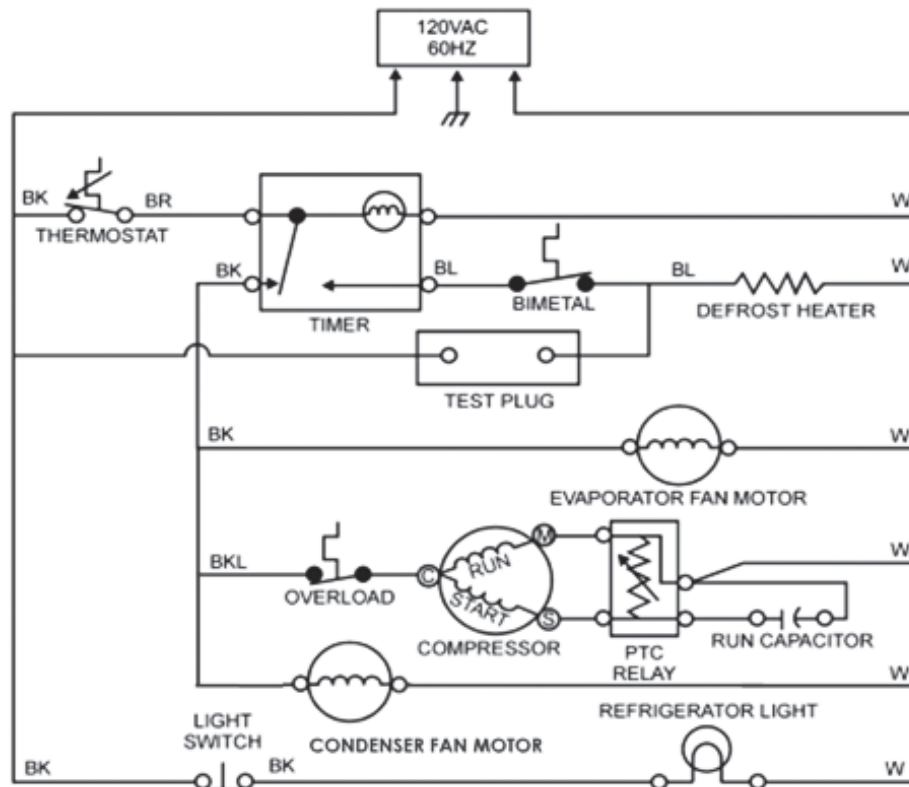 120VAC
60HZ
BK
BR
W
THERMOSTAT
BK
BL
BL
W
BIMETAL
DEFROST HEATER
TIMER
TEST PLUG
BK
W
EVAPORATOR FAN MOTOR
M
W
BKL
C
RUN
START
OVERLOAD
S
COMPRESSOR
PTC
RELAY
RUN CAPACITOR
W
LIGHT
SWITCH
REFRIGERATOR LIGHT
CONDENSER FAN MOTOR
BK
BK
W